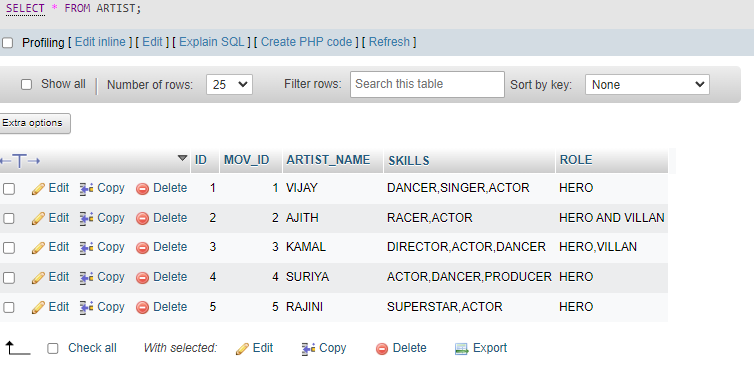 SELECT * FROM ARTIST;
Profiling [ Edit inline ] [ Edit ] [ Explain SQL ] [ Create PHP code ] [ Refresh ]
Show all | Number of rows: 25 Filter rows: Search this table Sort by key: None
Extra options
←T→ ID MOV_ID ARTIST_NAME SKILLS ROLE
Edit Copy Delete 1 1 VIJAY DANCER,SINGER,ACTOR HERO
Edit Copy Delete 2 2 AJITH RACER,ACTOR HERO AND VILLAN
Edit Copy Delete 3 3 KAMAL DIRECTOR,ACTOR,DANCER HERO,VILLAN
Edit Copy Delete 4 4 SURIYA ACTOR,DANCER,PRODUCER HERO
Edit Copy Delete 5 5 RAJINI SUPERSTAR,ACTOR HERO
Check all With selected: Edit Copy Delete Export